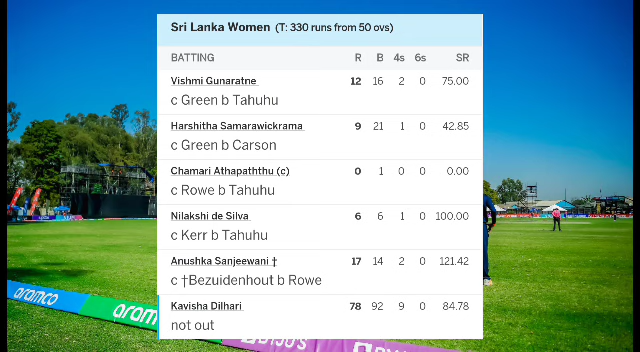 Sri Lanka Women (T: 330 runs from 50 ovs)
BATTING R B 4s 6s SR
Vishmi Gunaratne 12 16 2 0 75.00
c Green b Tahuhu
Harshitha Samarawickrama 9 21 1 0 42.85
c Green b Carson
Chamari Athapaththu (c) 0 1 0 0 0.00
c Rowe b Tahuhu
Nilakshi de Silva 6 6 1 0 100.00
c Kerr b Tahuhu
Anushka Sanjeewani † 17 14 2 0 121.42
c †Bezuidenhout b Rowe
Kavisha Dilhari 78 92 9 0 84.78
not out
aramco
aram